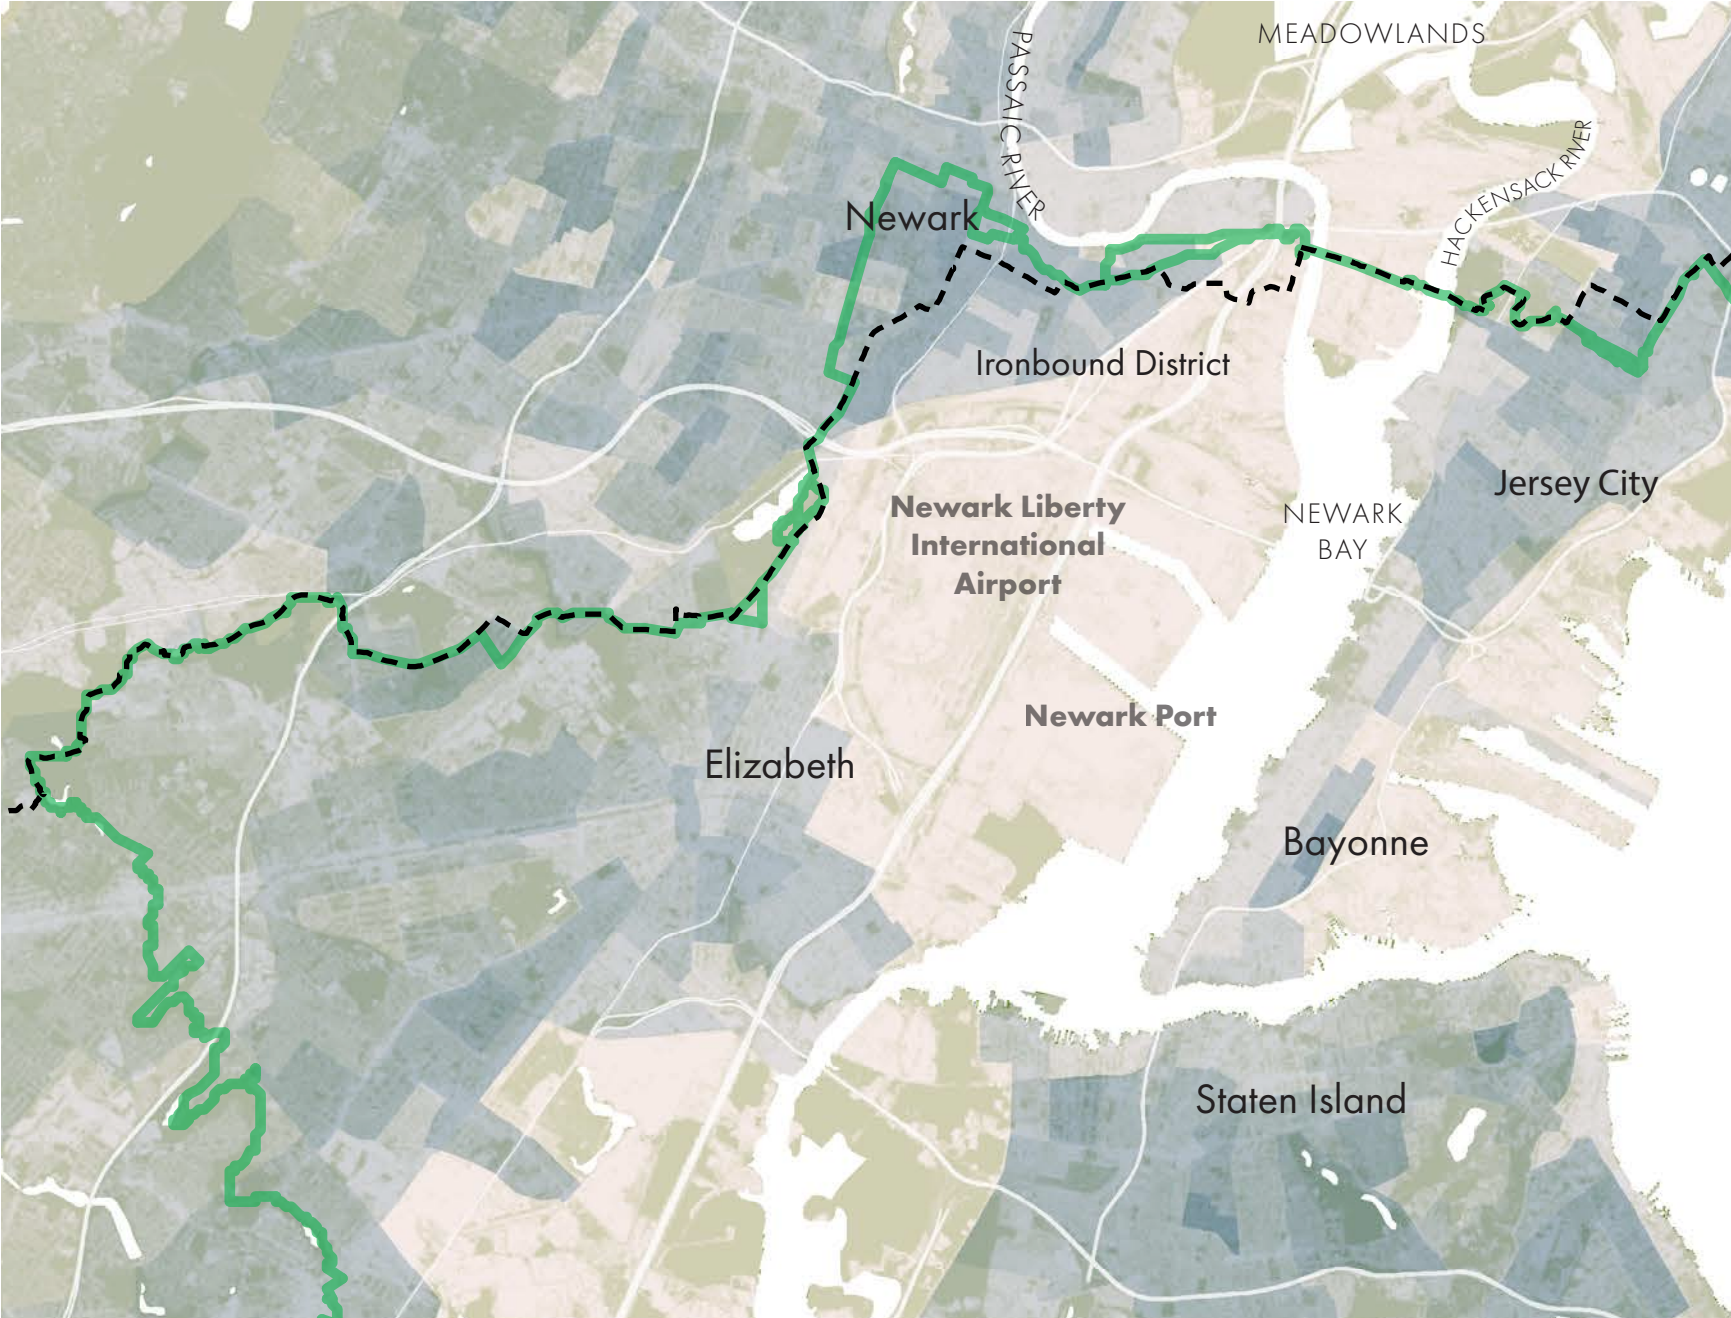 MEADOWLANDS
PASSAIC RIVER
HACKENSACK RIVER
Newark
Ironbound District
Jersey City
Newark Liberty
International
Airport
NEWARK
BAY
Newark Port
Elizabeth
Bayonne
Staten Island